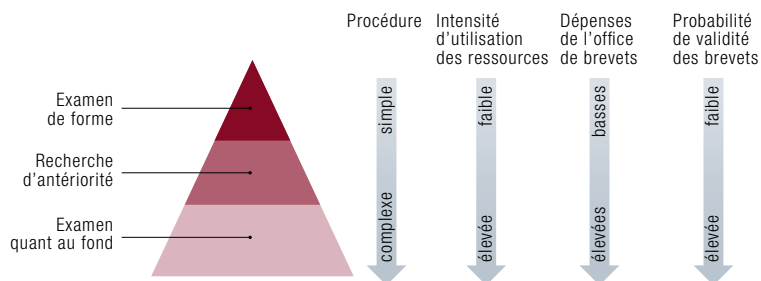 Procédure
Intensité
d’utilisation
des ressources
Dépenses
de l’office
de brevets
Probabilité
de validité
des brevets
Examen
de forme
Recherche
d’antériorité
Examen
quant au fond
simple
complexe
faible
élevée
basses
élevées
faible
élevée